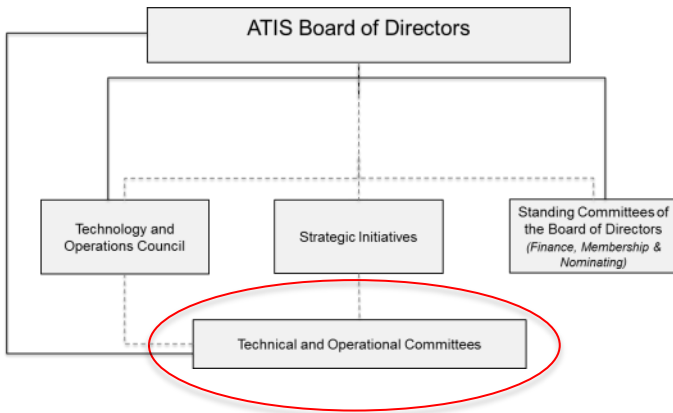 ATIS Board of Directors
Technology and
Operations Council
Strategic Initiatives
Standing Committees of
the Board of Directors
(Finance, Membership &
Nominating)
Technical and Operational Committees